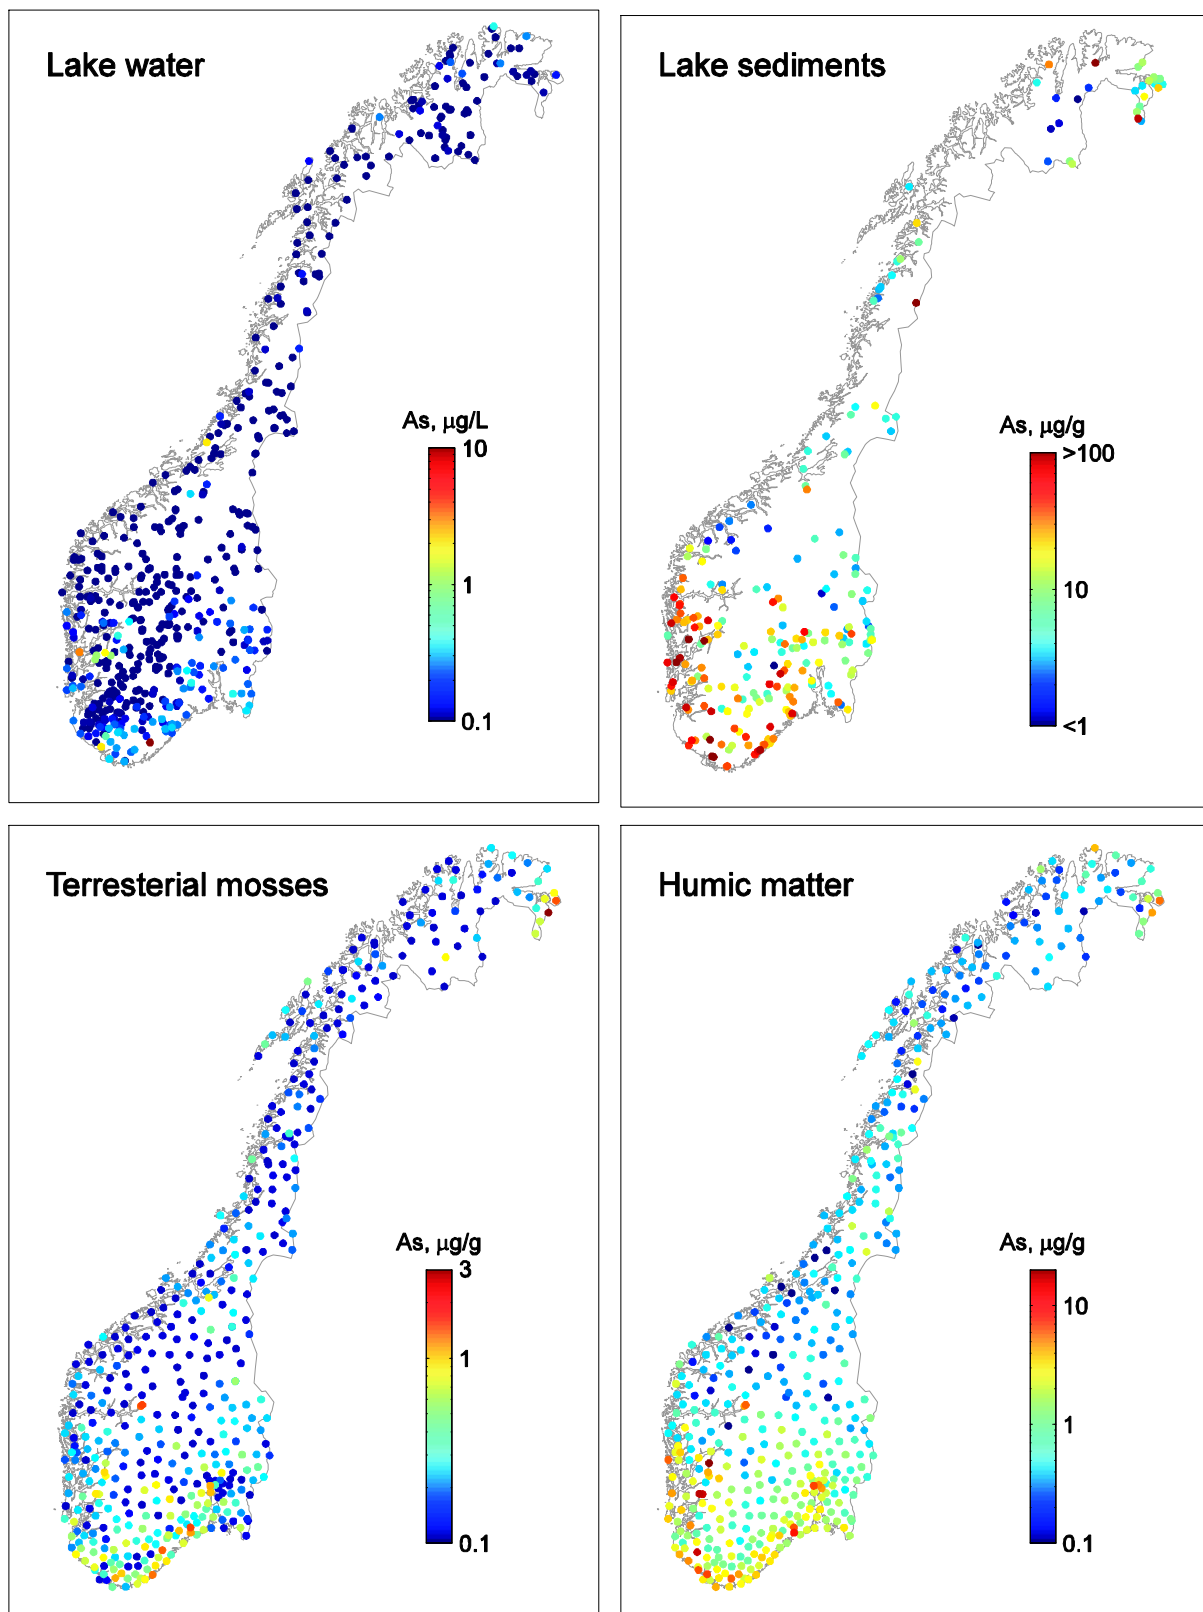 Lake water
As, µg/L
10
1
0.1
Lake sediments
As, µg/g
>100
10
<1
Terresterial mosses
As, µg/g
3
1
0.1
Humic matter
As, µg/g
10
1
0.1